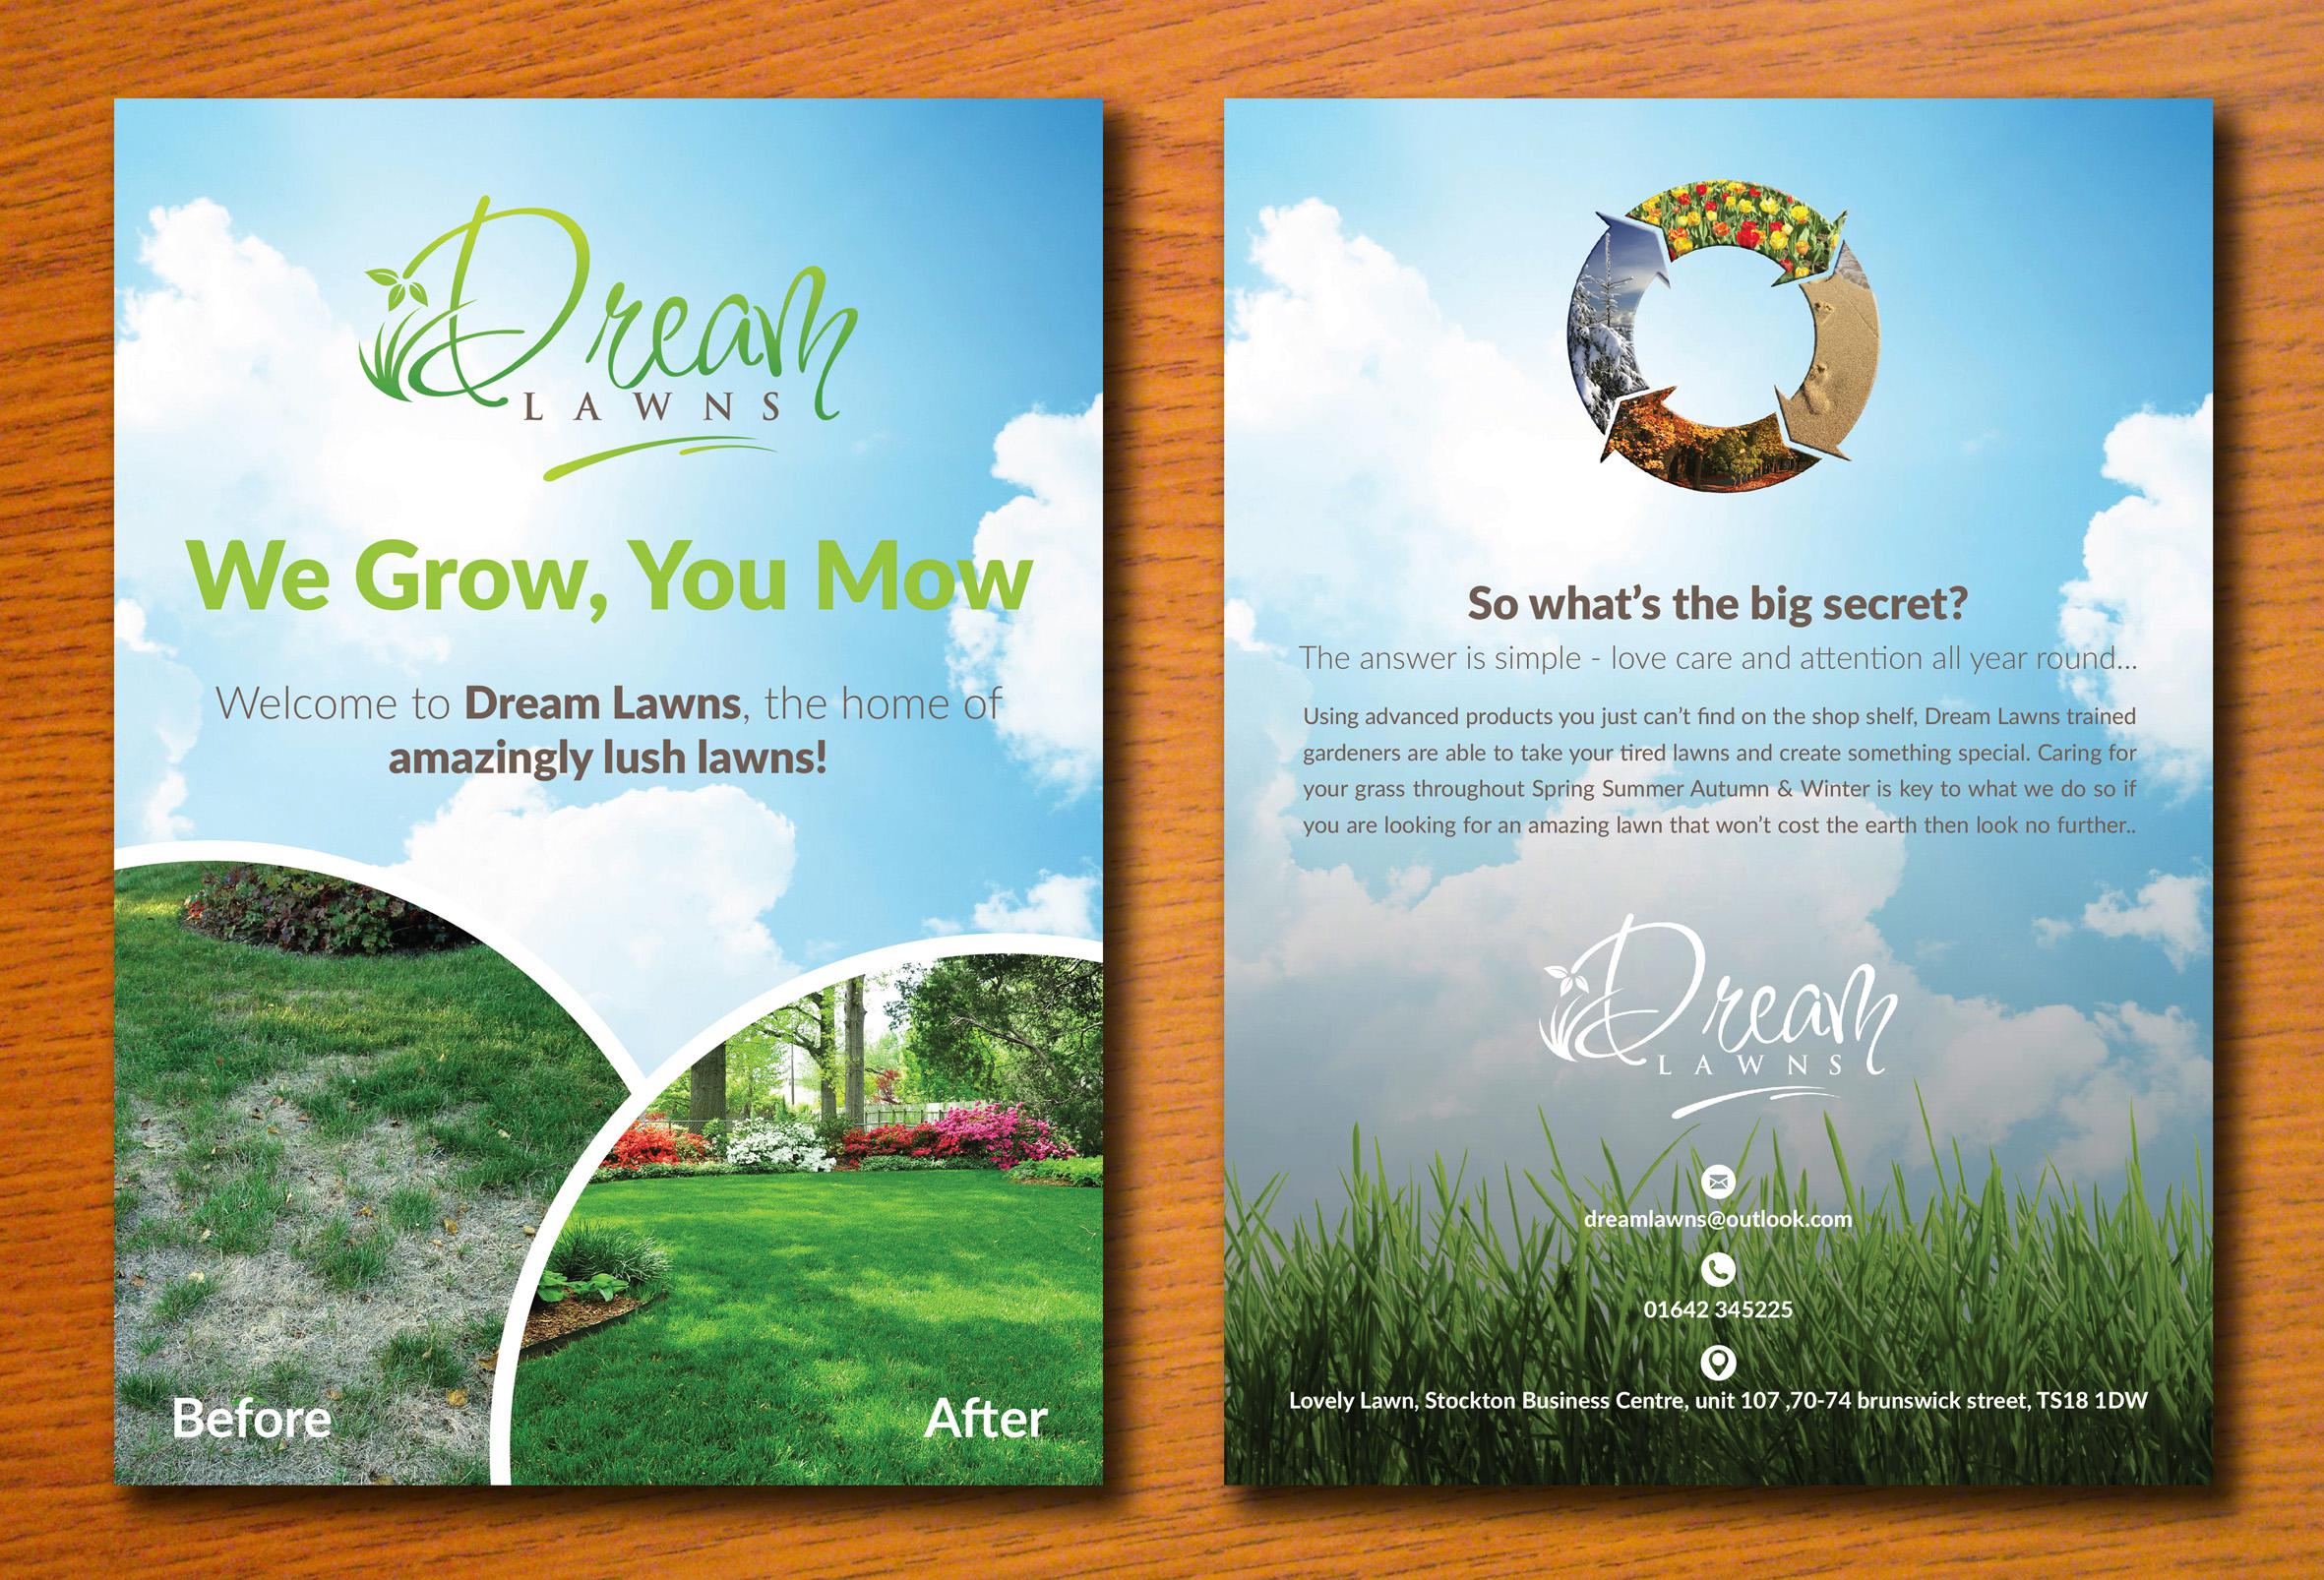 Dream
LAWNS
We Grow, You Mow
Welcome to Dream Lawns, the home of
amazingly lush lawns!
Before
After
So what's the big secret?
The answer is simple - love care and attention all year round...
Using advanced products you just can't find on the shop shelf, Dream Lawns trained
gardeners are able to take your tired lawns and create something special. Caring for
your grass throughout Spring Summer Autumn & Winter is key to what we do so if
you are looking for an amazing lawn that won't cost the earth then look no further..
Dream
LAWNS
dreamlawns@outlook.com
01642 345225
Lovely Lawn, Stockton Business Centre, unit 107 ,70-74 brunswick street, TS18 1DW